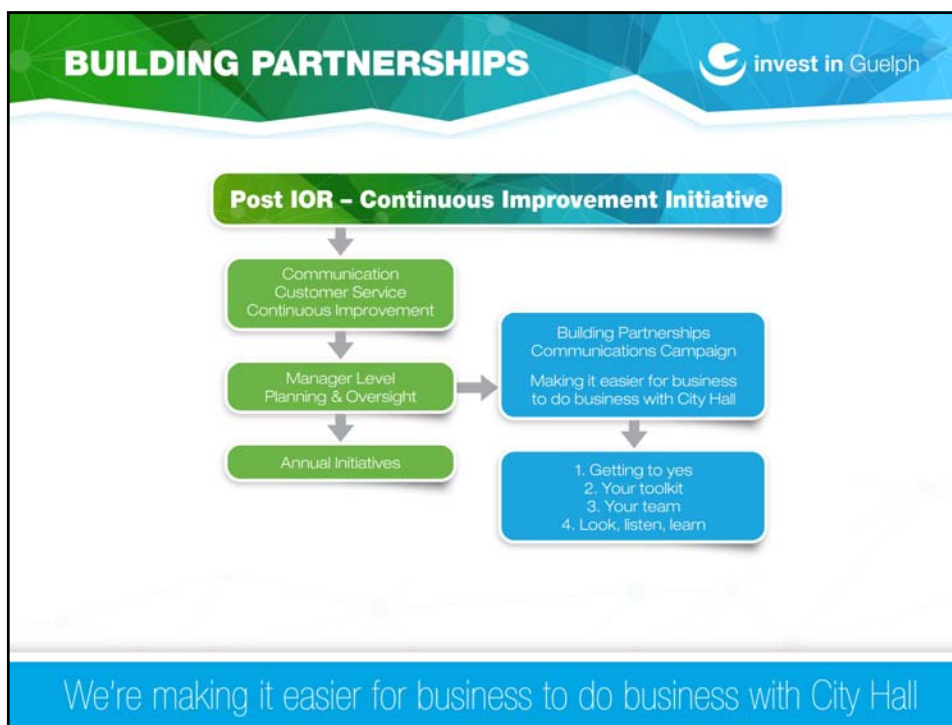 BUILDING PARTNERSHIPS
invest in Guelph
Post IOR – Continuous Improvement Initiative
Communication
Customer Service
Continuous Improvement
Manager Level
Planning & Oversight
Annual Initiatives
Building Partnerships
Communications Campaign
Making it easier for business
to do business with City Hall
1. Getting to yes
2. Your toolkit
3. Your team
4. Look, listen, learn
We're making it easier for business to do business with City Hall